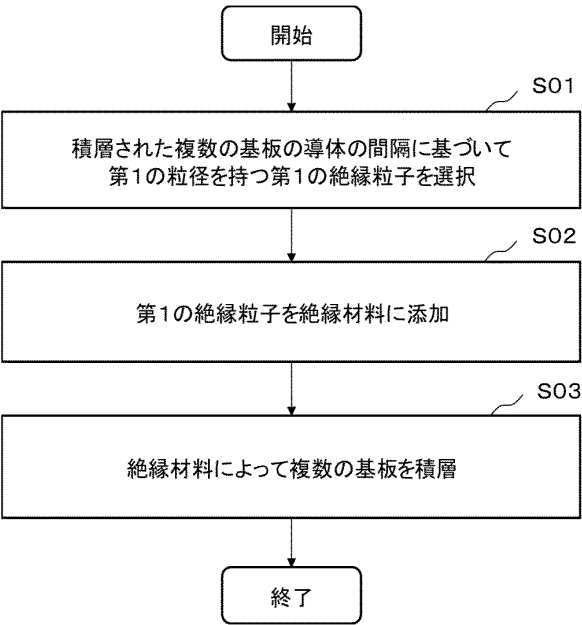 開始
S01
積層された複数の基板の導体の間隔に基づいて
第1の粒径を持つ第1の絶縁粒子を選択
S02
第1の絶縁粒子を絶縁材料に添加
S03
絶縁材料によって複数の基板を積層
終了